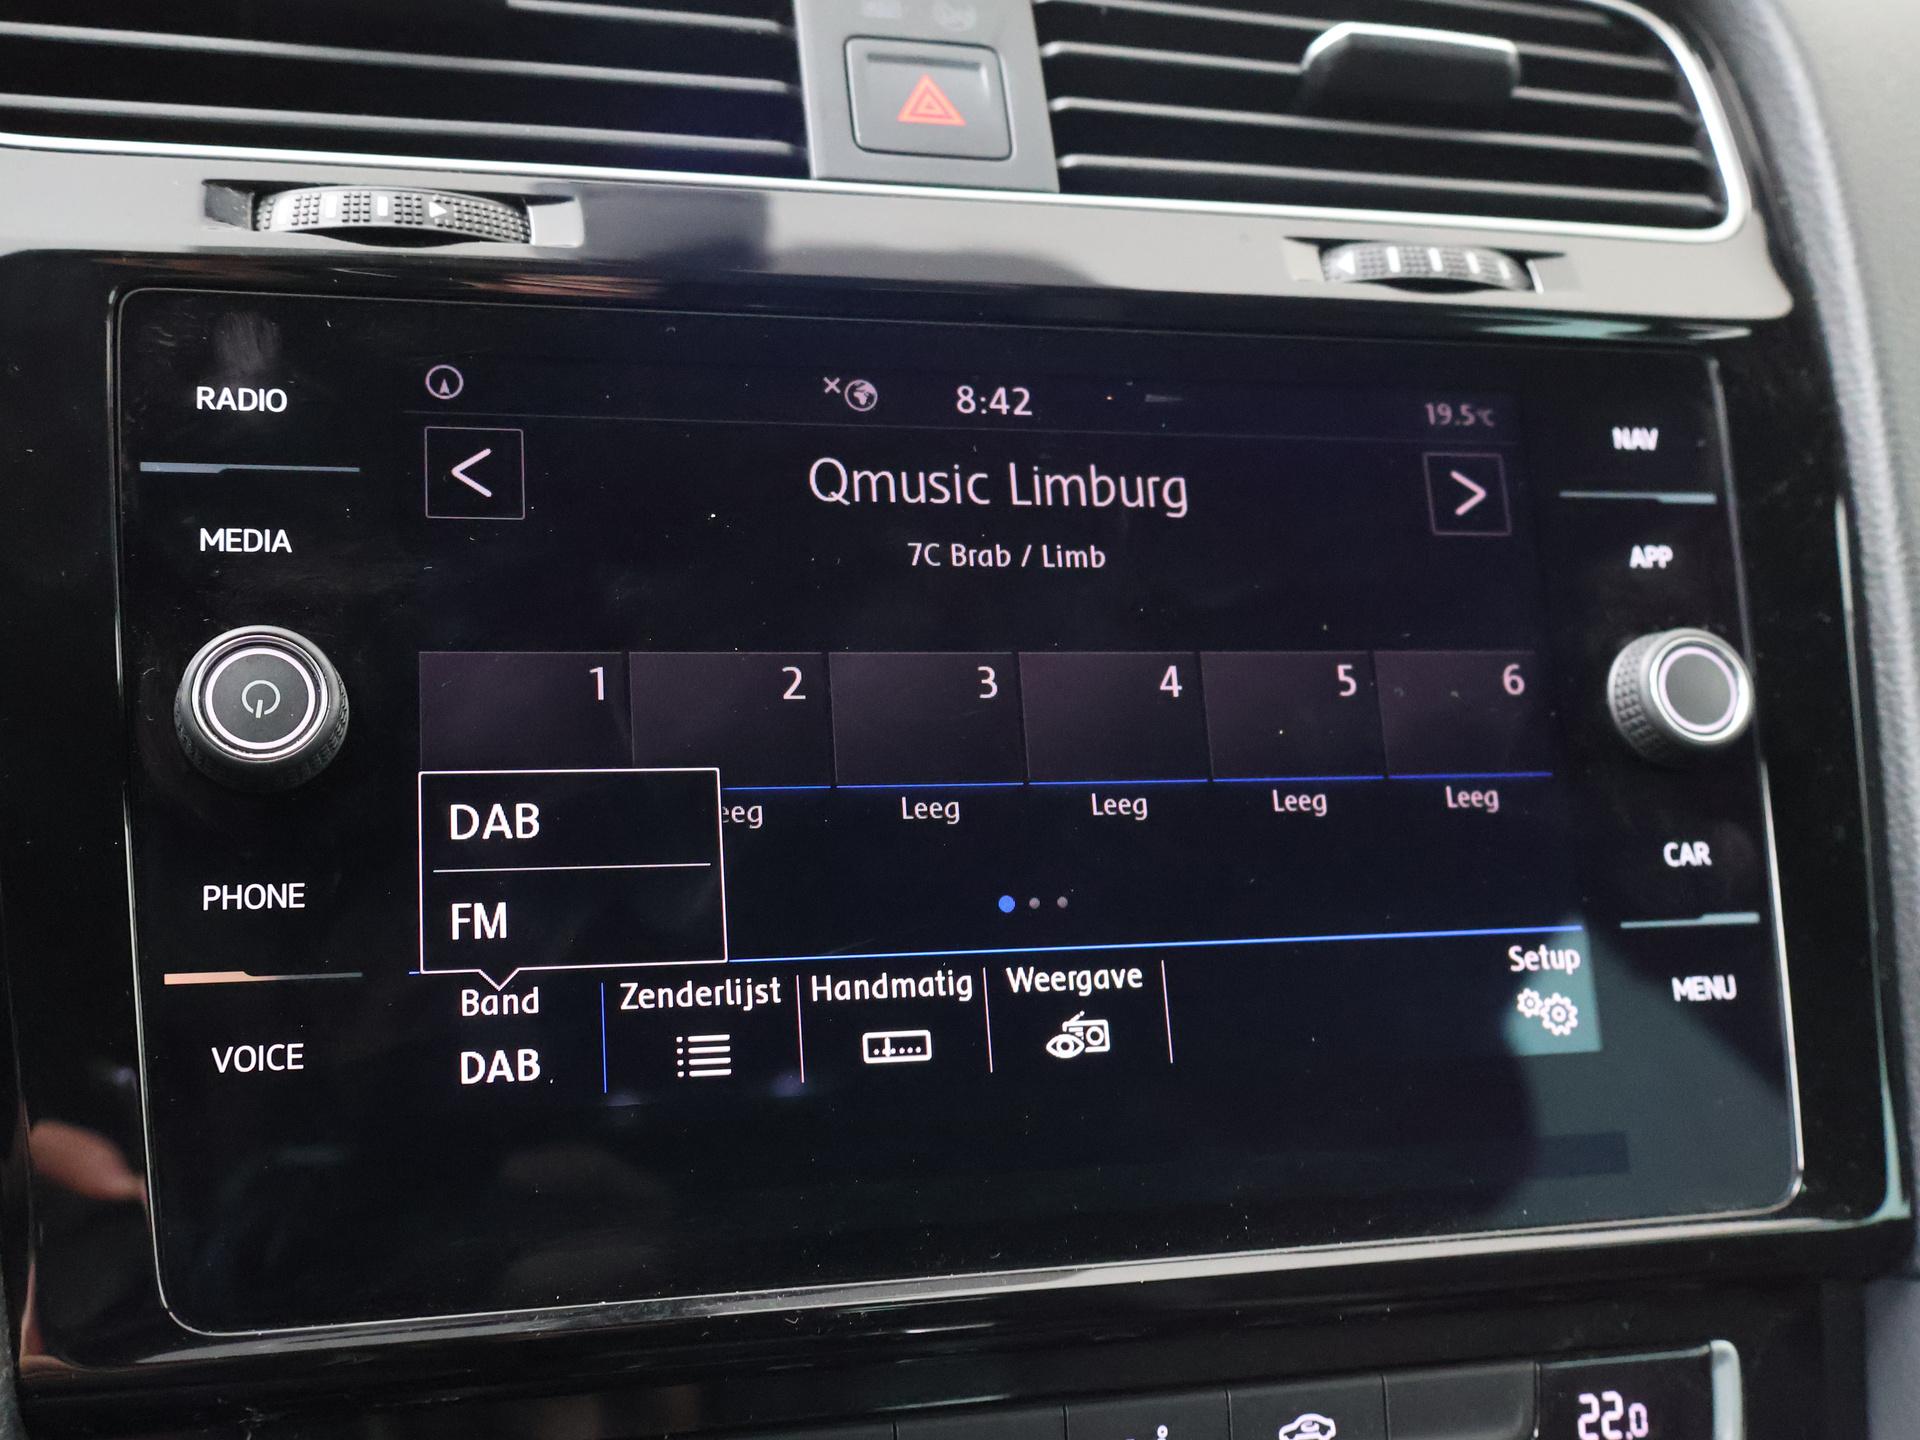 RADIO
MEDIA
PHONE
VOICE
8:42
19.5°C
<
Qmusic Limburg
>
7C Brab / Limb
1
2
3
4
5
6
eeg
Leeg
Leeg
Leeg
Leeg
DAB
FM
Band
DAB
Zenderlijst
Handmatig
Weergave
Setup
NAV
APP
CAR
MENU
22.0